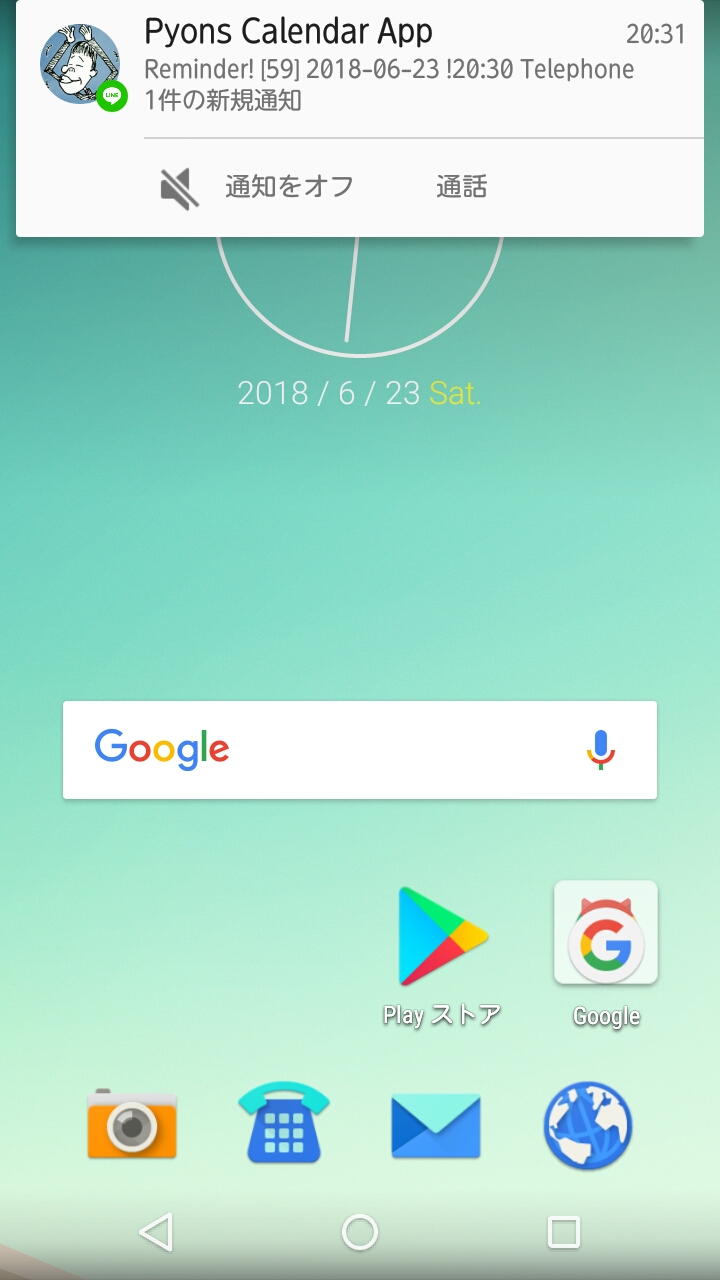 Pyons Calendar App
20:31
Reminder! [59] 2018-06-23 !20:30 Telephone
1件の新規通知
LINE
通知をオフ
通話
2018 / 6 / 23 Sat.
Google
Play ストア
G
Google